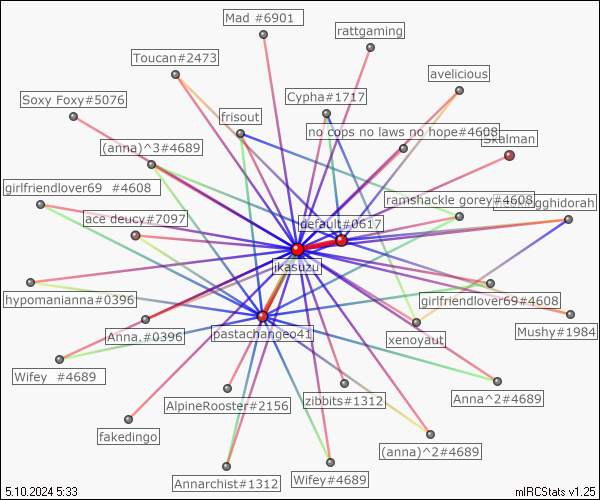 Mad #6901
rattgaming
Toucan#2473
avelicious
Soxy Foxy#5076
Cypha#1717
frisout
no cops no laws no hope#4608
Skalman
(anna)^3#4689
girlfriendlover69 #4608
ramshackle gorey#4608
gghidorah
ace deucy#7097
default#0617
jkasuzu
hypomanianna#0396
girlfriendlover69#4608
Mushy#1984
Anna.#0396
pastachangeo41
xenoyaut
Wifey #4689
Anna^2#4689
AlpineRooster#2156
zibbits#1312
fakedingo
(anna)^2#4689
Annarchist#1312
Wifey#4689
5.10.2024 5:33
mIRCStats v1.25